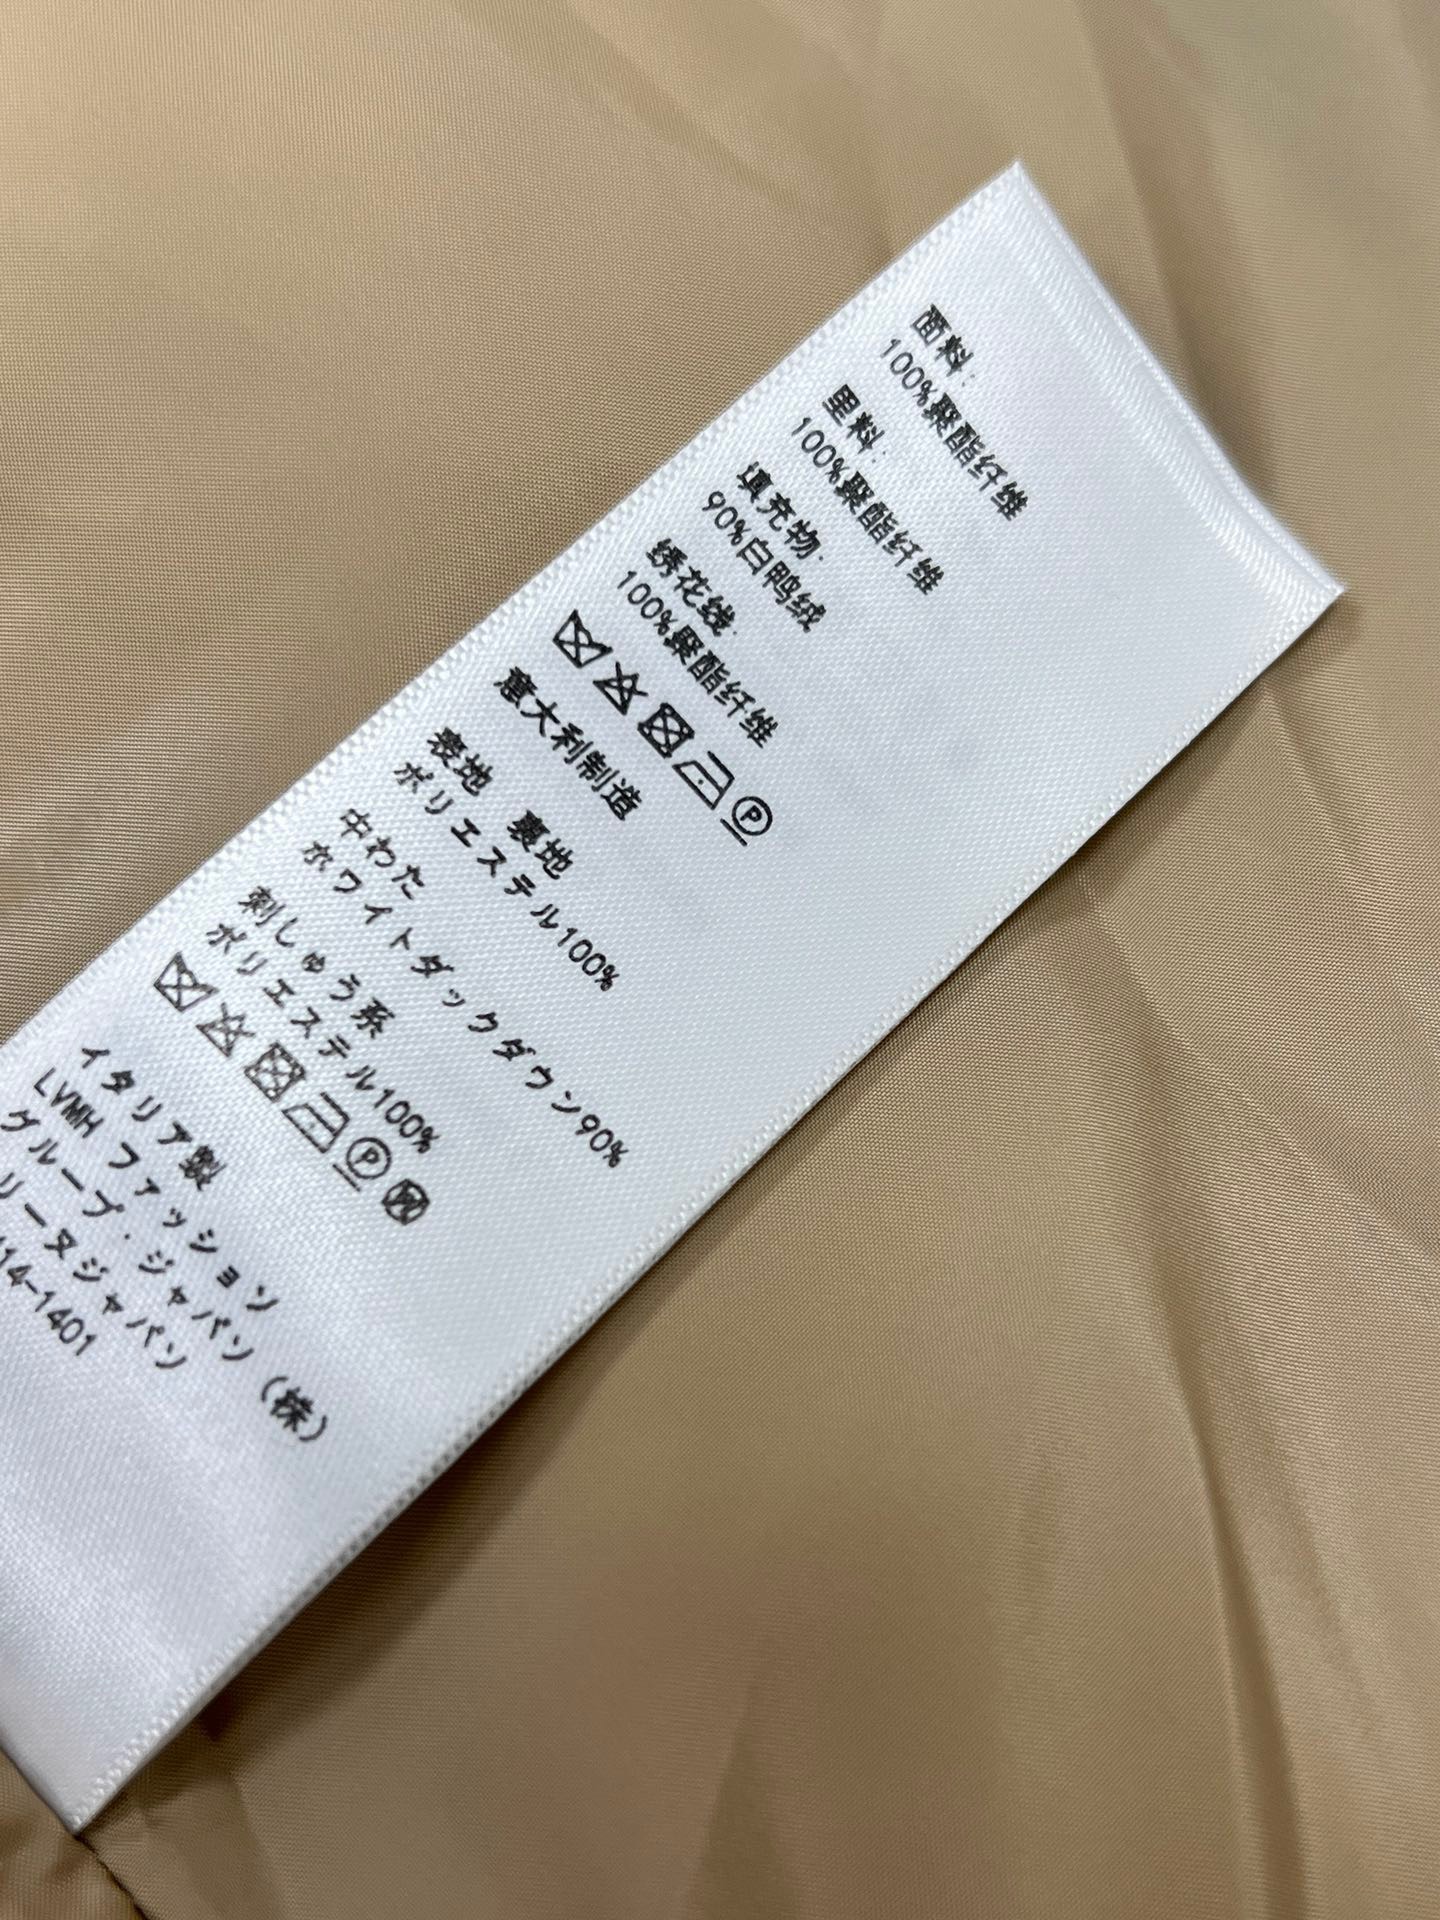 面料:
100%聚酯纤维
里料:
100%聚酯纤维
填充物:
90%白鸭绒
绣花线:
100%聚酯纤维
P
意大利制造
表地 裏地
ポリエステル100%
中わた
ホワイトダックダウン90%
刺しゅう系
ポリエステル100%
P W
イタリア製
LVMH ファッション
グループ・ジャパン (株)
リーヌジャパン
14-1401